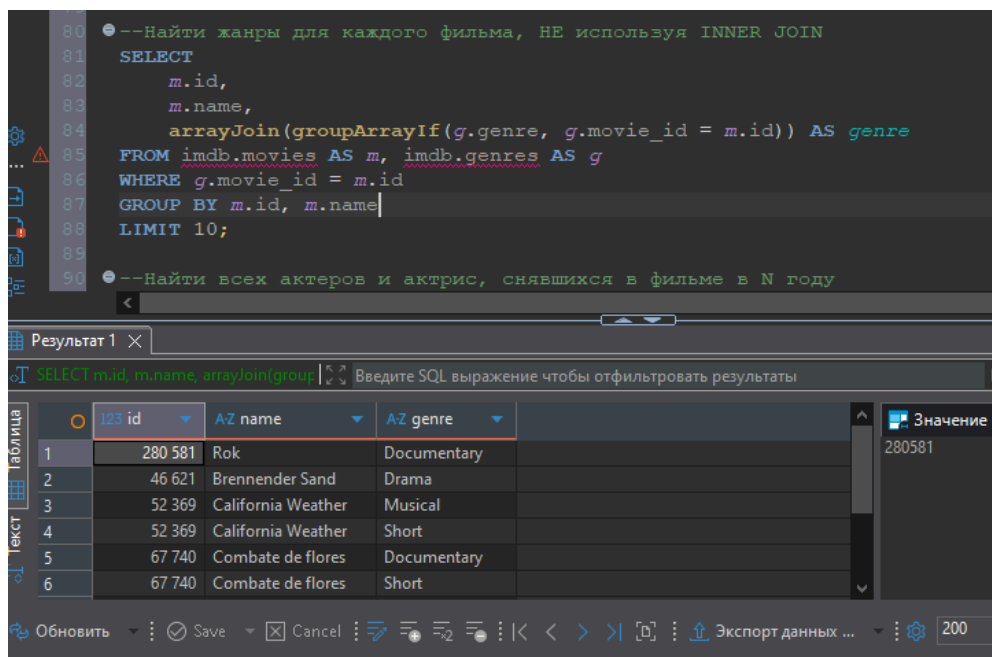 80 --Найти жанры для каждого фильма, НЕ используя INNER JOIN
81 SELECT
82 m.id,
83 m.name,
84 arrayJoin(groupArrayIf(g.genre, g.movie_id = m.id)) AS genre
85 FROM imdb.movies AS m, imdb.genres AS g
86 WHERE g.movie_id = m.id
87 GROUP BY m.id, m.name
88 LIMIT 10;
89
90 --Найти всех актеров и актрис, снявшихся в фильме в N году
Результат 1
SELECT m.id, m.name, arrayJoin(group Введите SQL выражение чтобы отфильтровать результаты
Таблица
Текст
123 id A-Z name A-Z genre
1 280 581 Rok Documentary
2 46 621 Brennender Sand Drama
3 52 369 California Weather Musical
4 52 369 California Weather Short
5 67 740 Combate de flores Documentary
6 67 740 Combate de flores Short
Значение
280581
Обновить Save Cancel Экспорт данных ... 200